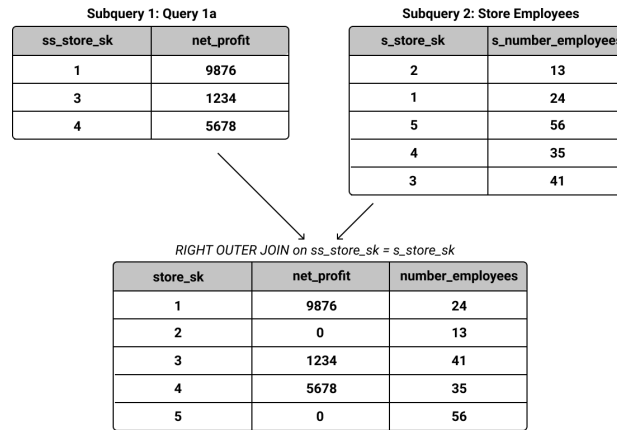 Subquery 1: Query 1a
ss_store_sk net_profit
1 9876
3 1234
4 5678
Subquery 2: Store Employees
s_store_sk s_number_employees
2 13
1 24
5 56
4 35
3 41
RIGHT OUTER JOIN on ss_store_sk = s_store_sk
store_sk net_profit number_employees
1 9876 24
2 0 13
3 1234 41
4 5678 35
5 0 56